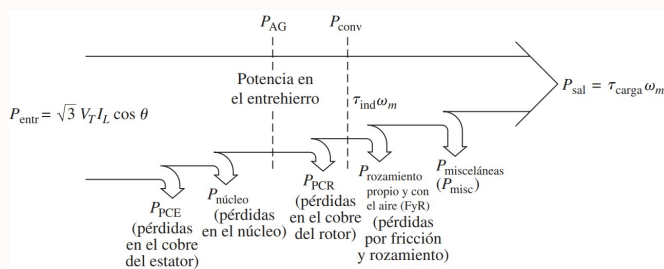 P_AG
P_conv
Potencia en
el entrehierro
τ_ind ω_m
P_entr = √3 V_T I_L cos θ
P_sal = τ_carga ω_m
P_PCE
(pérdidas
en el cobre
del estator)
P_núcleo
(pérdidas
en el núcleo)
P_PCR
(pérdidas
en el cobre
del rotor)
P_rozamiento
propio y con
el aire (FyR)
(pérdidas
por fricción
y rozamiento)
P_misceláneas
(P_misc)